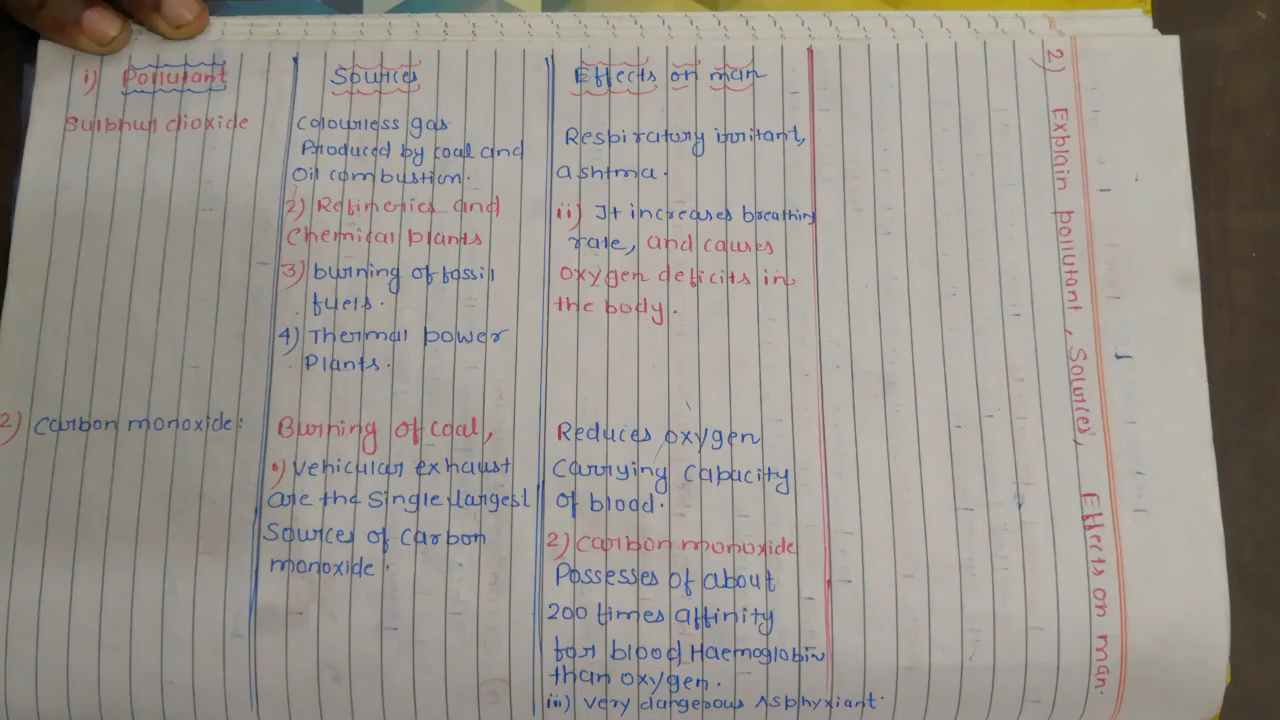 2) Explain pollutant, Sources, Effects on man.
i) Pollutant
Sulphur dioxide
2) carbon monoxide:
Sources
Colourless gas
Produced by coal and
Oil combustion.
2) Refineries and
Chemical plants
3) burning of fossil
fuels.
4) Thermal power
Plants.
Burning of coal,
•) vehicular exhaust
are the single largest
Sources of carbon
monoxide.
Effects on man
Respiratory irritant,
ashtma.
ii) It increases breathing
rate, and causes
oxygen deficits in
the body.
Reduces oxygen
Carrying capacity
of blood.
2) carbon monoxide
Possesses of about
200 times affinity
for blood Haemoglobin
than oxygen.
iii) very dangerous Asphyxiant.